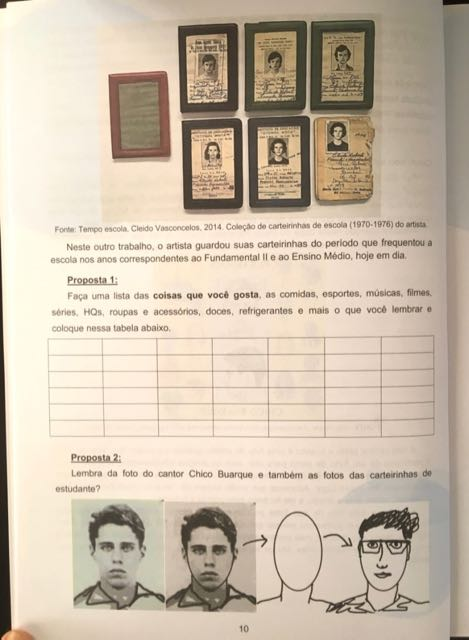 Fonte: Tempo escola, Cleido Vasconcelos, 2014. Coleção de carteirinhas de escola (1970-1976) do artista.
Neste outro trabalho, o artista guardou suas carteirinhas do período que frequentou a
escola nos anos correspondentes ao Fundamental II e ao Ensino Médio, hoje em dia.
Proposta 1:
Faça uma lista das coisas que você gosta, as comidas, esportes, músicas, filmes,
séries, HQs, roupas e acessórios, doces, refrigerantes e mais o que você lembrar e
coloque nessa tabela abaixo.
Proposta 2:
Lembra da foto do cantor Chico Buarque e também as fotos das carteirinhas de
estudante?
10